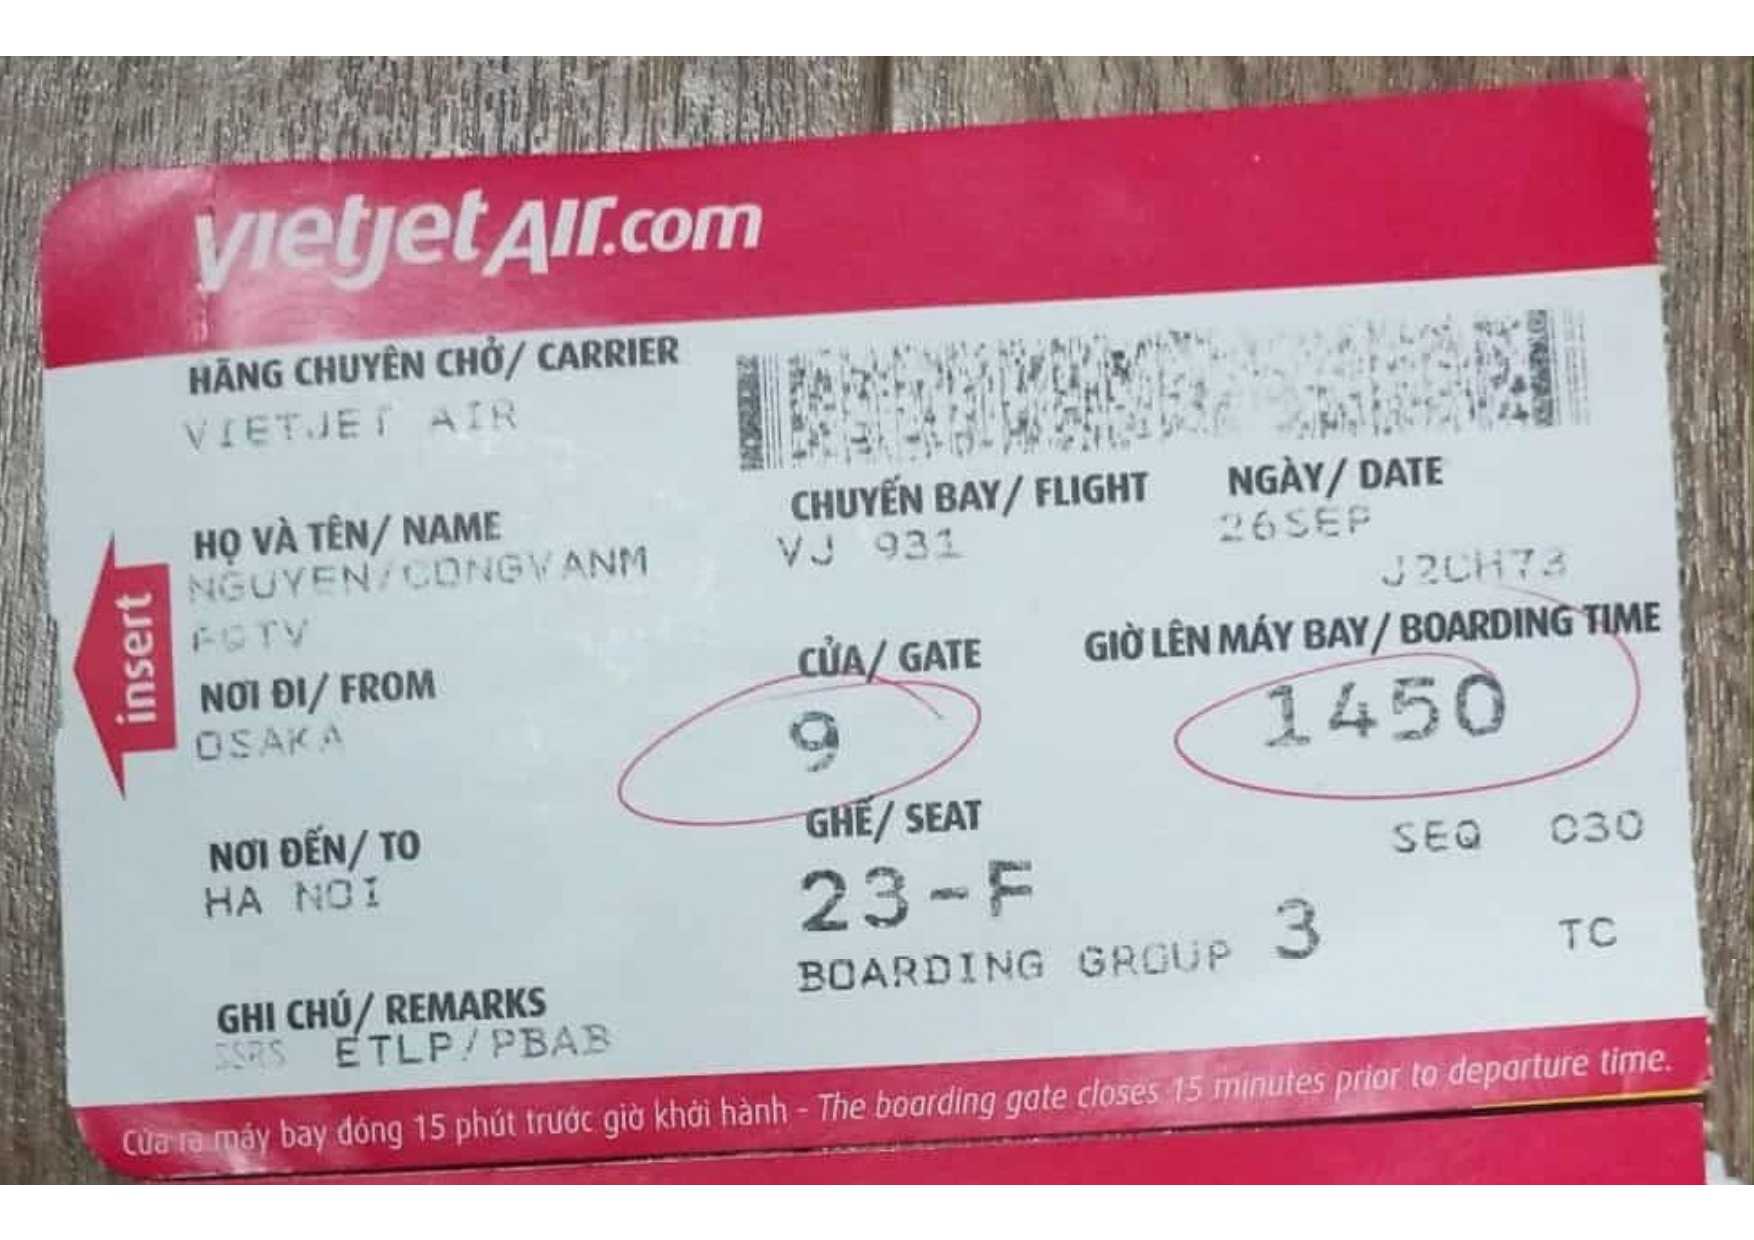 vietjetAir.com
HÃNG CHUYÊN CHỞ/ CARRIER
VIETJET AIR
HỌ VÀ TÊN/ NAME
NGUYEN/CONGVANM
CHUYẾN BAY/ FLIGHT
VJ 931
NGÀY/ DATE
26SEP
J2CH73
insert
NƠI ĐI/ FROM
OSAKA
CỬA/ GATE
9
GIỜ LÊN MÁY BAY/ BOARDING TIME
1450
NƠI ĐẾN/ TO
HA NOI
GHẾ/ SEAT
23-F
SEQ 030
BOARDING GROUP 3
TC
GHI CHÚ/ REMARKS
SSRS ETLP/PBAB
Cửa ra máy bay đóng 15 phút trước giờ khởi hành - The boarding gate closes 15 minutes prior to departure time.